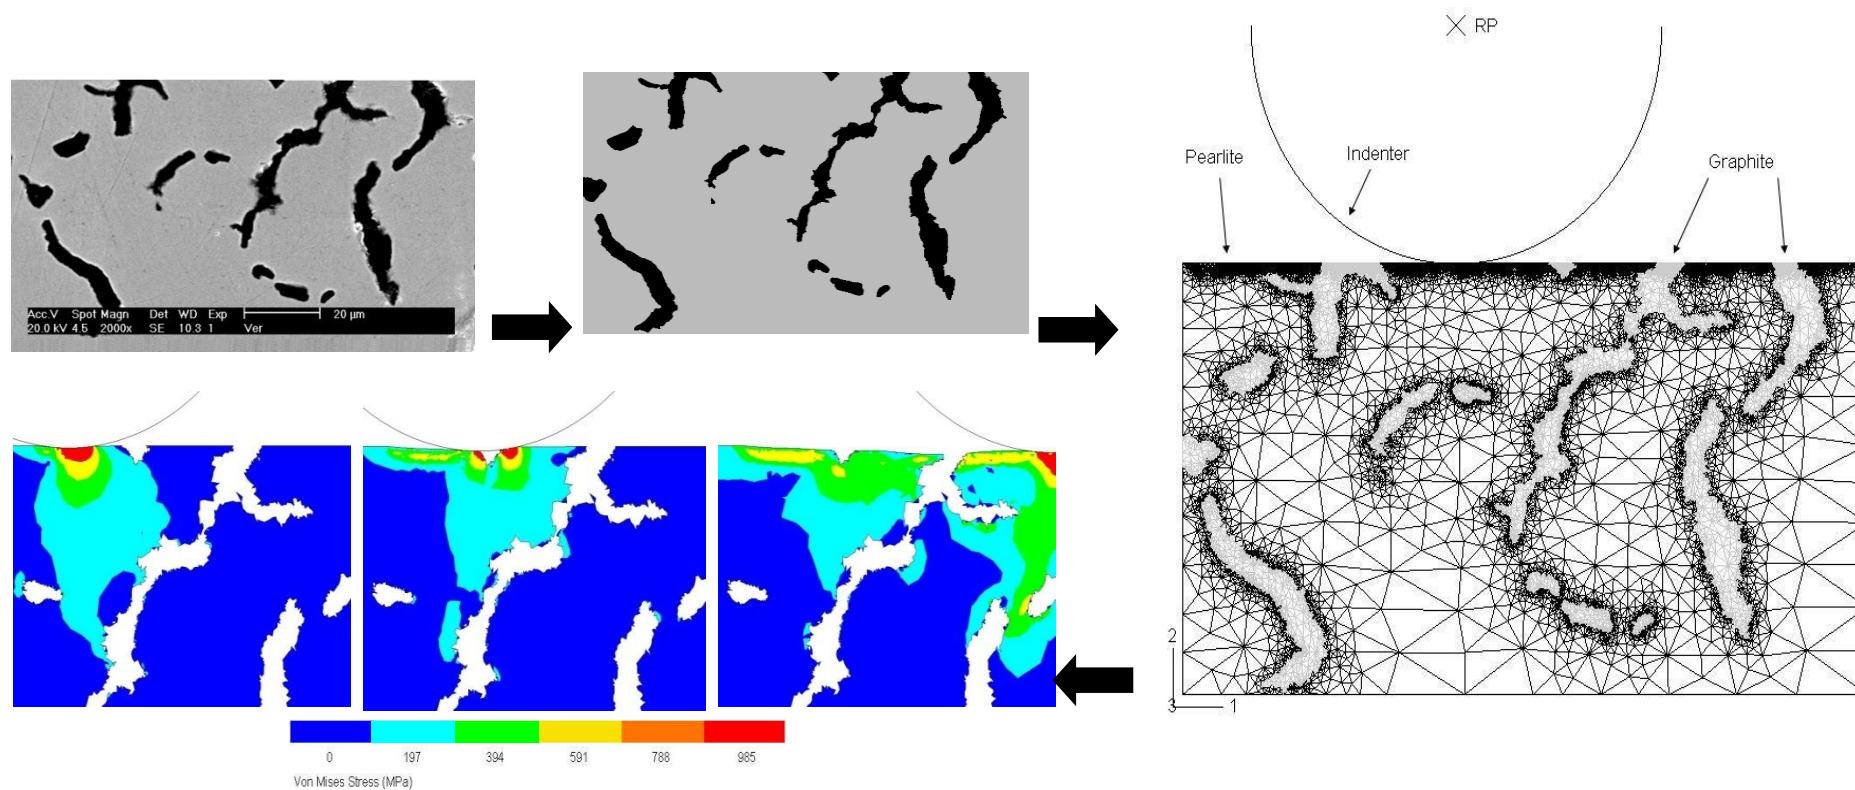 RP
Pearlite
Indenter
Graphite
Acc.V Spot Magn Det WD Exp 20 µm
20.0 kV 4.5 2000x SE 10.3 1 Ver
2
3 1
0 197 394 591 788 985
Von Mises Stress (MPa)